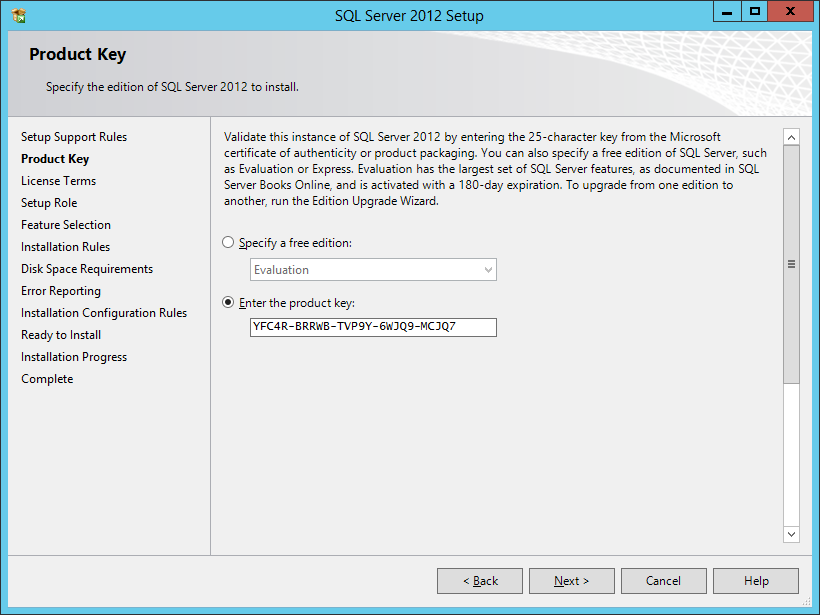 SQL Server 2012 Setup
Product Key
Specify the edition of SQL Server 2012 to install.
Setup Support Rules
Product Key
License Terms
Setup Role
Feature Selection
Installation Rules
Disk Space Requirements
Error Reporting
Installation Configuration Rules
Ready to Install
Installation Progress
Complete
Validate this instance of SQL Server 2012 by entering the 25-character key from the Microsoft
certificate of authenticity or product packaging. You can also specify a free edition of SQL Server, such
as Evaluation or Express. Evaluation has the largest set of SQL Server features, as documented in SQL
Server Books Online, and is activated with a 180-day expiration. To upgrade from one edition to
another, run the Edition Upgrade Wizard.
Specify a free edition:
Evaluation
Enter the product key:
YFC4R-BRRWB-TVP9Y-6WJQ9-MCJQ7
< Back
Next >
Cancel
Help